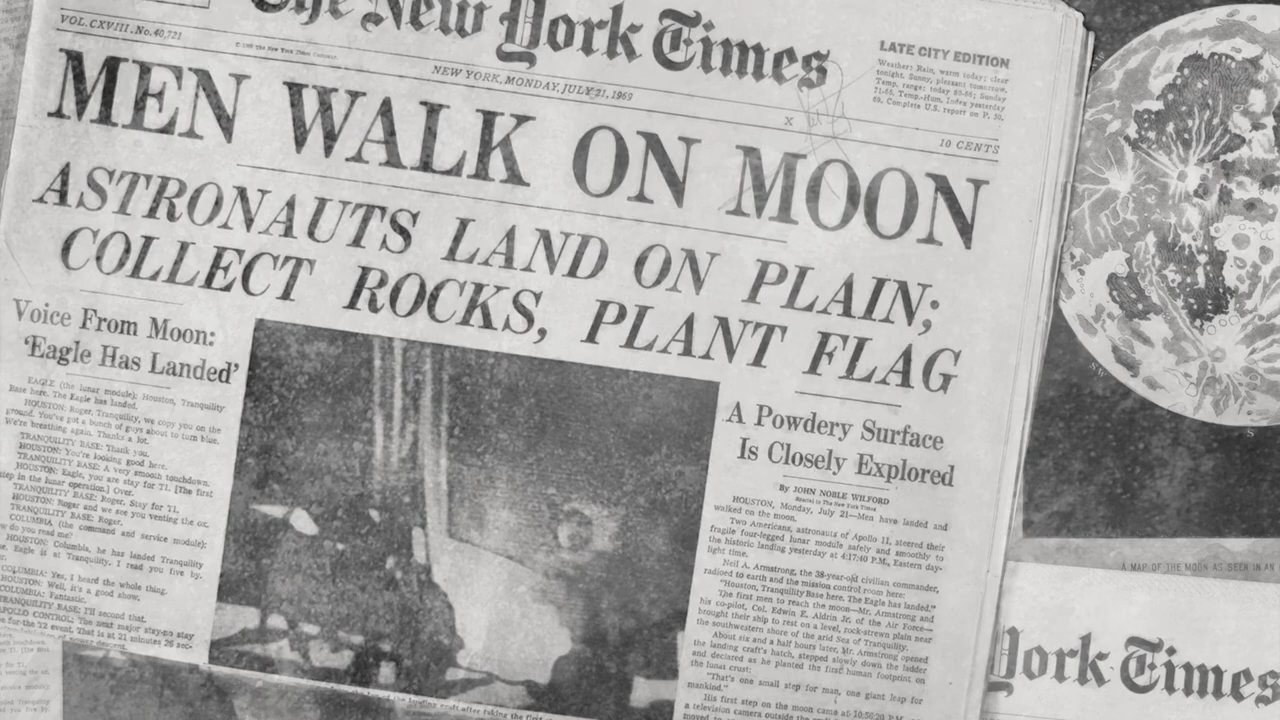 The New York Times
VOL. CXVIII. No. 40,721
NEW YORK, MONDAY, JULY 21, 1969
LATE CITY EDITION
Weather: Rain, warm today; clear
tonight. Sunny, pleasant tomorrow.
Temp. range: today 80-66; Sunday
71-66. Temp.-Hum. Index yesterday
69. Complete U.S. report on P. 50.
X
10 CENTS
MEN WALK ON MOON
ASTRONAUTS LAND ON PLAIN;
COLLECT ROCKS, PLANT FLAG
Voice From Moon:
'Eagle Has Landed'
EAGLE (the lunar module): Houston, Tranquility
Base here. The Eagle has landed.
HOUSTON: Roger, Tranquility, we copy you on the
ground. You've got a bunch of guys about to turn blue.
We're breathing again. Thanks a lot.
TRANQUILITY BASE: Thank you.
HOUSTON: You're looking good here.
TRANQUILITY BASE: A very smooth touchdown.
HOUSTON: Eagle, you are stay for T1. [The first
step in the lunar operation.] Over.
TRANQUILITY BASE: Roger. Stay for T1.
HOUSTON: Roger and we see you venting the ox.
TRANQUILITY BASE: Roger.
COLUMBIA (the command and service module):
do you read me?
HOUSTON: Columbia, he has landed Tranquility
Eagle is at Tranquility. I read you five by.
COLUMBIA: Yes, I heard the whole thing.
HOUSTON: Well, it's a good show.
COLUMBIA: Fantastic.
TRANQUILITY BASE: I'll second that.
APOLLO CONTROL: The next major stay-no stay
for the T2 event. That is at 21 minutes 26 sec-
descent.
A Powdery Surface
Is Closely Explored
By JOHN NOBLE WILFORD
Special to The New York Times
HOUSTON, Monday, July 21—Men have landed and
walked on the moon.
Two Americans, astronauts of Apollo 11, steered their
fragile four-legged lunar module safely and smoothly to
the historic landing yesterday at 4:17:40 P.M., Eastern day-
light time.
Neil A. Armstrong, the 38-year-old civilian commander,
radioed to earth and the mission control room here:
"Houston, Tranquility Base here. The Eagle has landed."
The first men to reach the moon—Mr. Armstrong and
his co-pilot, Col. Edwin E. Aldrin Jr. of the Air Force—
brought their ship to rest on a level, rock-strewn plain near
the southwestern shore of the arid Sea of Tranquility.
About six and a half hours later, Mr. Armstrong opened
the landing craft's hatch, stepped slowly down the ladder
and declared as he planted the first human footprint on
the lunar crust:
"That's one small step for man, one giant leap for
mankind."
His first step on the moon came at 10:56:20 P.M.
a television camera outside the
the landing craft after taking the first
SW
S
A MAP OF THE MOON AS SEEN IN AN
York Times